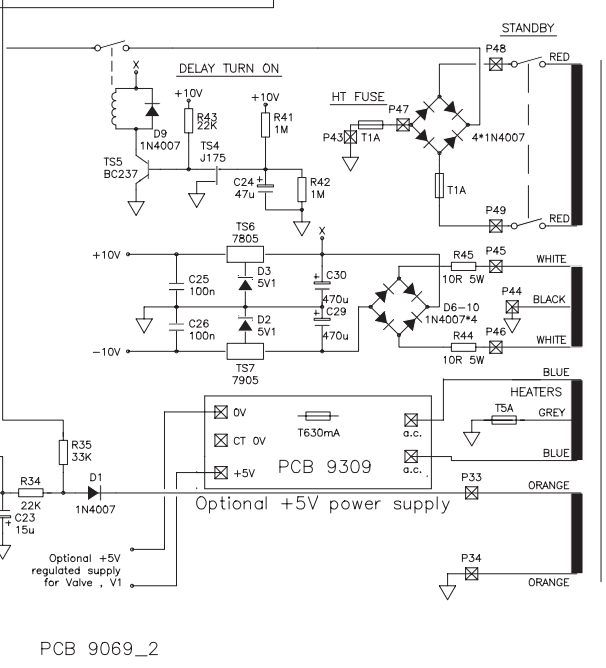 STANDBY
P48
RED
X
DELAY TURN ON
+10V
+10V
HT FUSE
P47
R43
22K
R41
1M
P43
T1A
4*1N4007
D9
1N4007
TS4
J175
TS5
BC237
C24
47u
+
R42
1M
T1A
P49
RED
TS6
7805
X
+10V
R45
P45
WHITE
10R 5W
C25
100n
D3
5V1
+
C30
470u
P44
BLACK
D6-10
1N4007*4
C26
100n
D2
5V1
+
C29
470u
R44
P46
WHITE
10R 5W
-10V
TS7
7905
BLUE
HEATERS
0V
T630mA
a.c.
T5A
GREY
CT 0V
+5V
PCB 9309
a.c.
BLUE
R35
33K
R34
22K
D1
1N4007
P33
ORANGE
Optional +5V power supply
C23
15u
+
Optional +5V
regulated supply
for Valve , V1
P34
ORANGE
PCB 9069_2